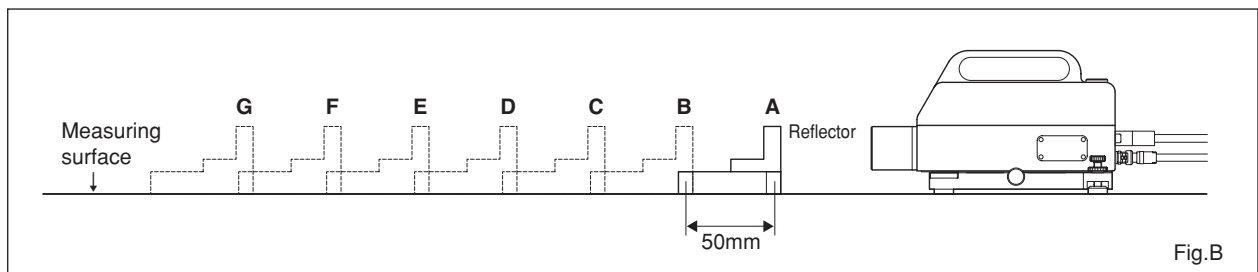 G F E D C B A
Reflector
Measuring
surface
50mm
Fig.B